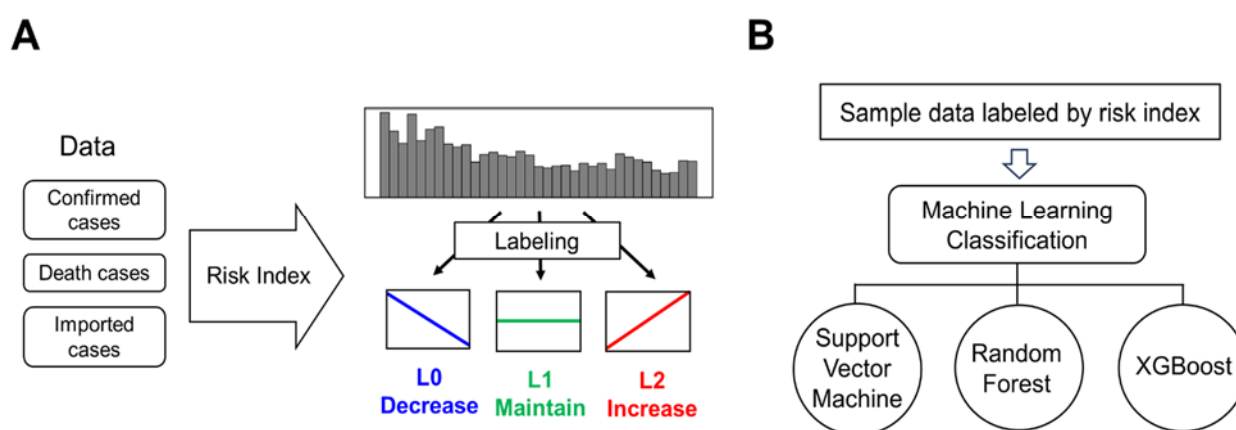 A
Data
Confirmed
cases
Death cases
Imported
cases
Risk Index
Labeling
L0
Decrease
L1
Maintain
L2
Increase
B
Sample data labeled by risk index
Machine Learning
Classification
Support
Vector
Machine
Random
Forest
XGBoost